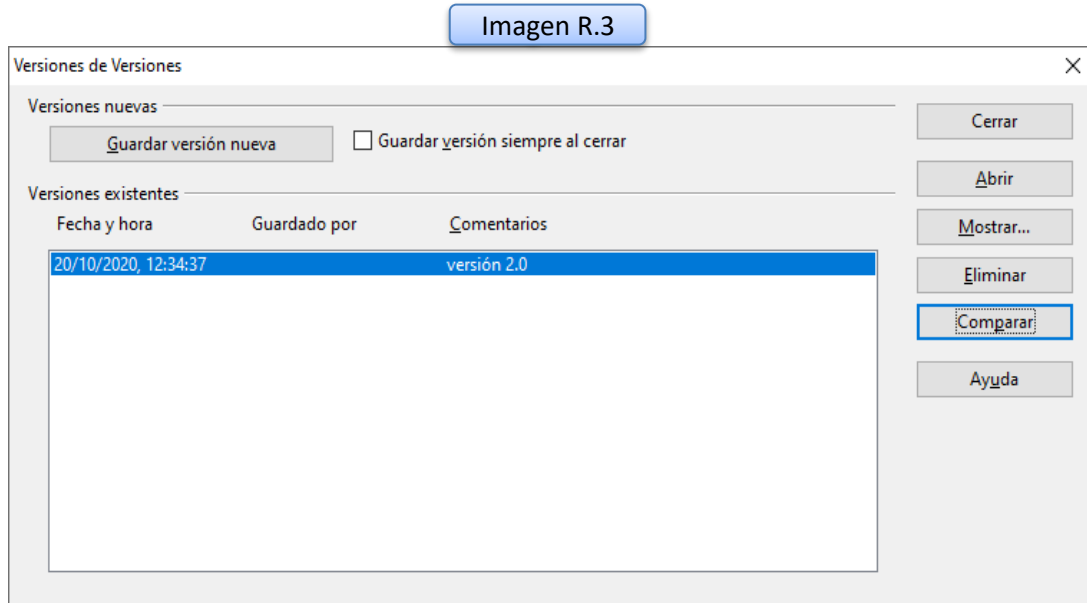 Imagen R.3
Versiones de Versiones
Versiones nuevas
Guardar versión nueva
Guardar versión siempre al cerrar
Versiones existentes
Fecha y hora Guardado por Comentarios
20/10/2020, 12:34:37 versión 2.0
Cerrar
Abrir
Mostrar...
Eliminar
Comparar
Ayuda